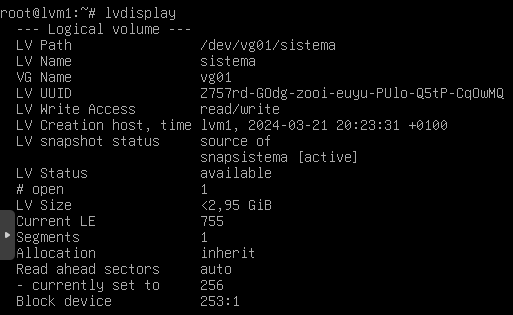 root@lvm1:~# lvdisplay
--- Logical volume ---
LV Path                /dev/vg01/sistema
LV Name                sistema
VG Name                vg01
LV UUID                Z757rd-GOdg-zooi-euyu-PUlo-Q5tP-CqOwMQ
LV Write Access        read/write
LV Creation host, time lvm1, 2024-03-21 20:23:31 +0100
LV snapshot status     source of
                       snapsistema [active]
LV Status              available
# open                 1
LV Size                <2,95 GiB
Current LE             755
Segments               1
Allocation             inherit
Read ahead sectors     auto
- currently set to     256
Block device           253:1